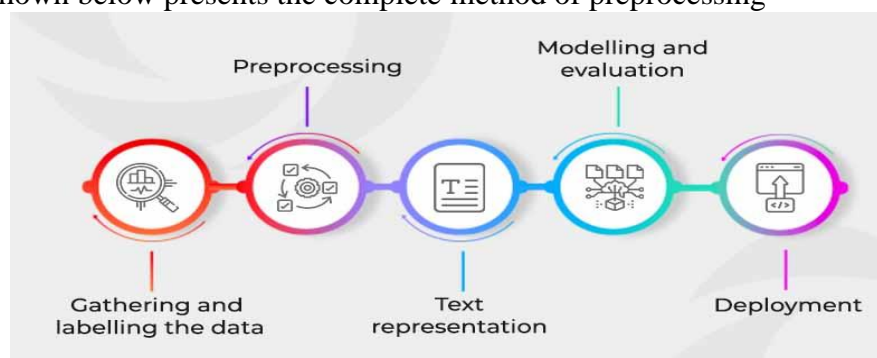 below presents the complete method of preprocessing
Modelling and
evaluation
Preprocessing
T
</>
Gathering and
labelling the data
Text
representation
Deployment